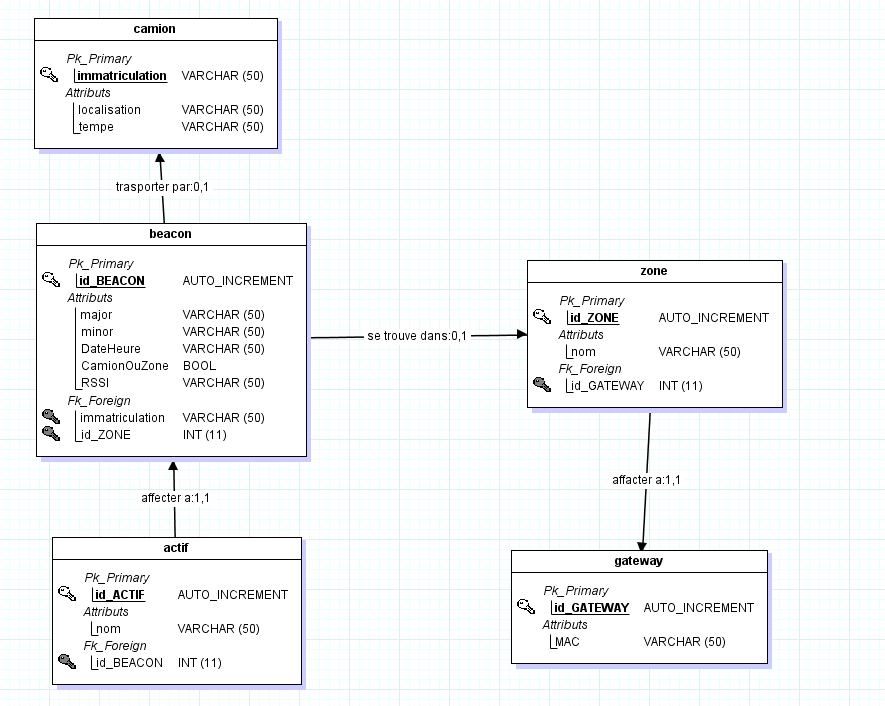 camion
Pk_Primary
immatriculation VARCHAR (50)
Attributs
localisation VARCHAR (50)
tempe VARCHAR (50)
trasporter par:0,1
beacon
Pk_Primary
id_BEACON AUTO_INCREMENT
Attributs
major VARCHAR (50)
minor VARCHAR (50)
DateHeure VARCHAR (50)
CamionOuZone BOOL
RSSI VARCHAR (50)
Fk_Foreign
immatriculation VARCHAR (50)
id_ZONE INT (11)
se trouve dans:0,1
zone
Pk_Primary
id_ZONE AUTO_INCREMENT
Attributs
nom VARCHAR (50)
Fk_Foreign
id_GATEWAY INT (11)
affecter a:1,1
actif
Pk_Primary
id_ACTIF AUTO_INCREMENT
Attributs
nom VARCHAR (50)
Fk_Foreign
id_BEACON INT (11)
affacter a:1,1
gateway
Pk_Primary
id_GATEWAY AUTO_INCREMENT
Attributs
MAC VARCHAR (50)